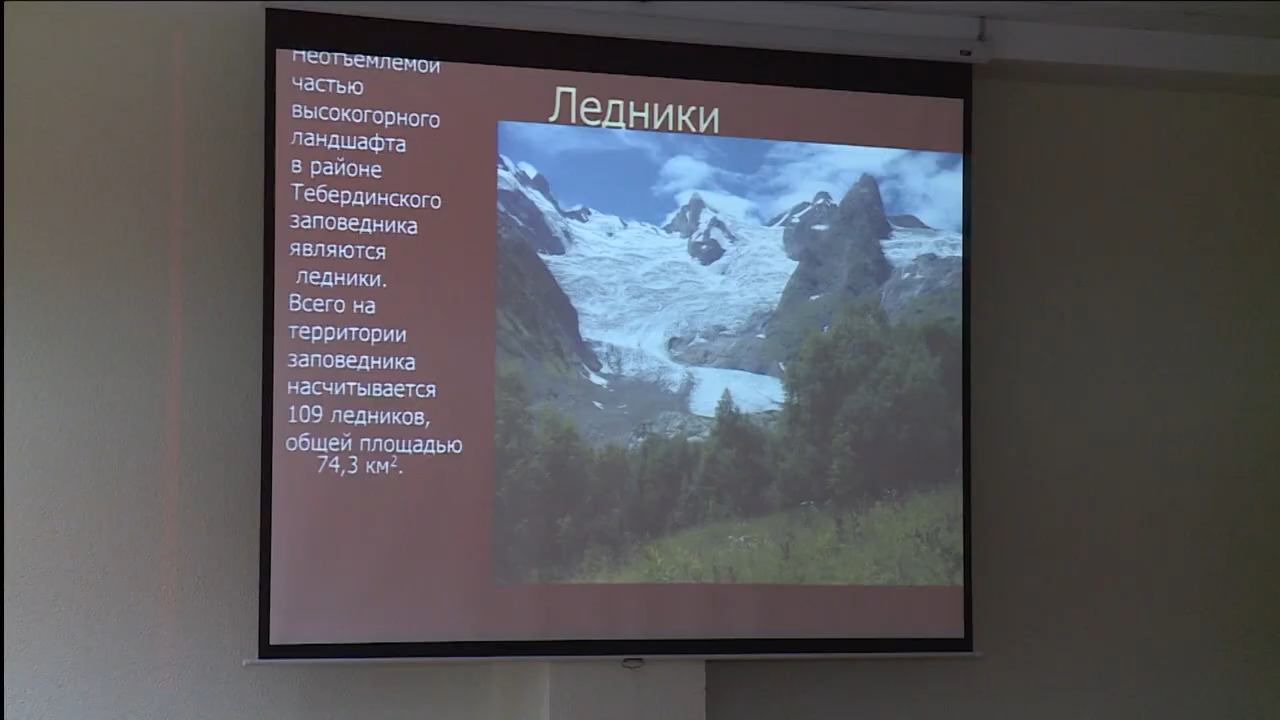 Ледники
Неотъемлемой
частью
высокогорного
ландшафта
в районе
Тебердинского
заповедника
являются
ледники.
Всего на
территории
заповедника
насчитывается
109 ледников,
общей площадью
74,3 км².